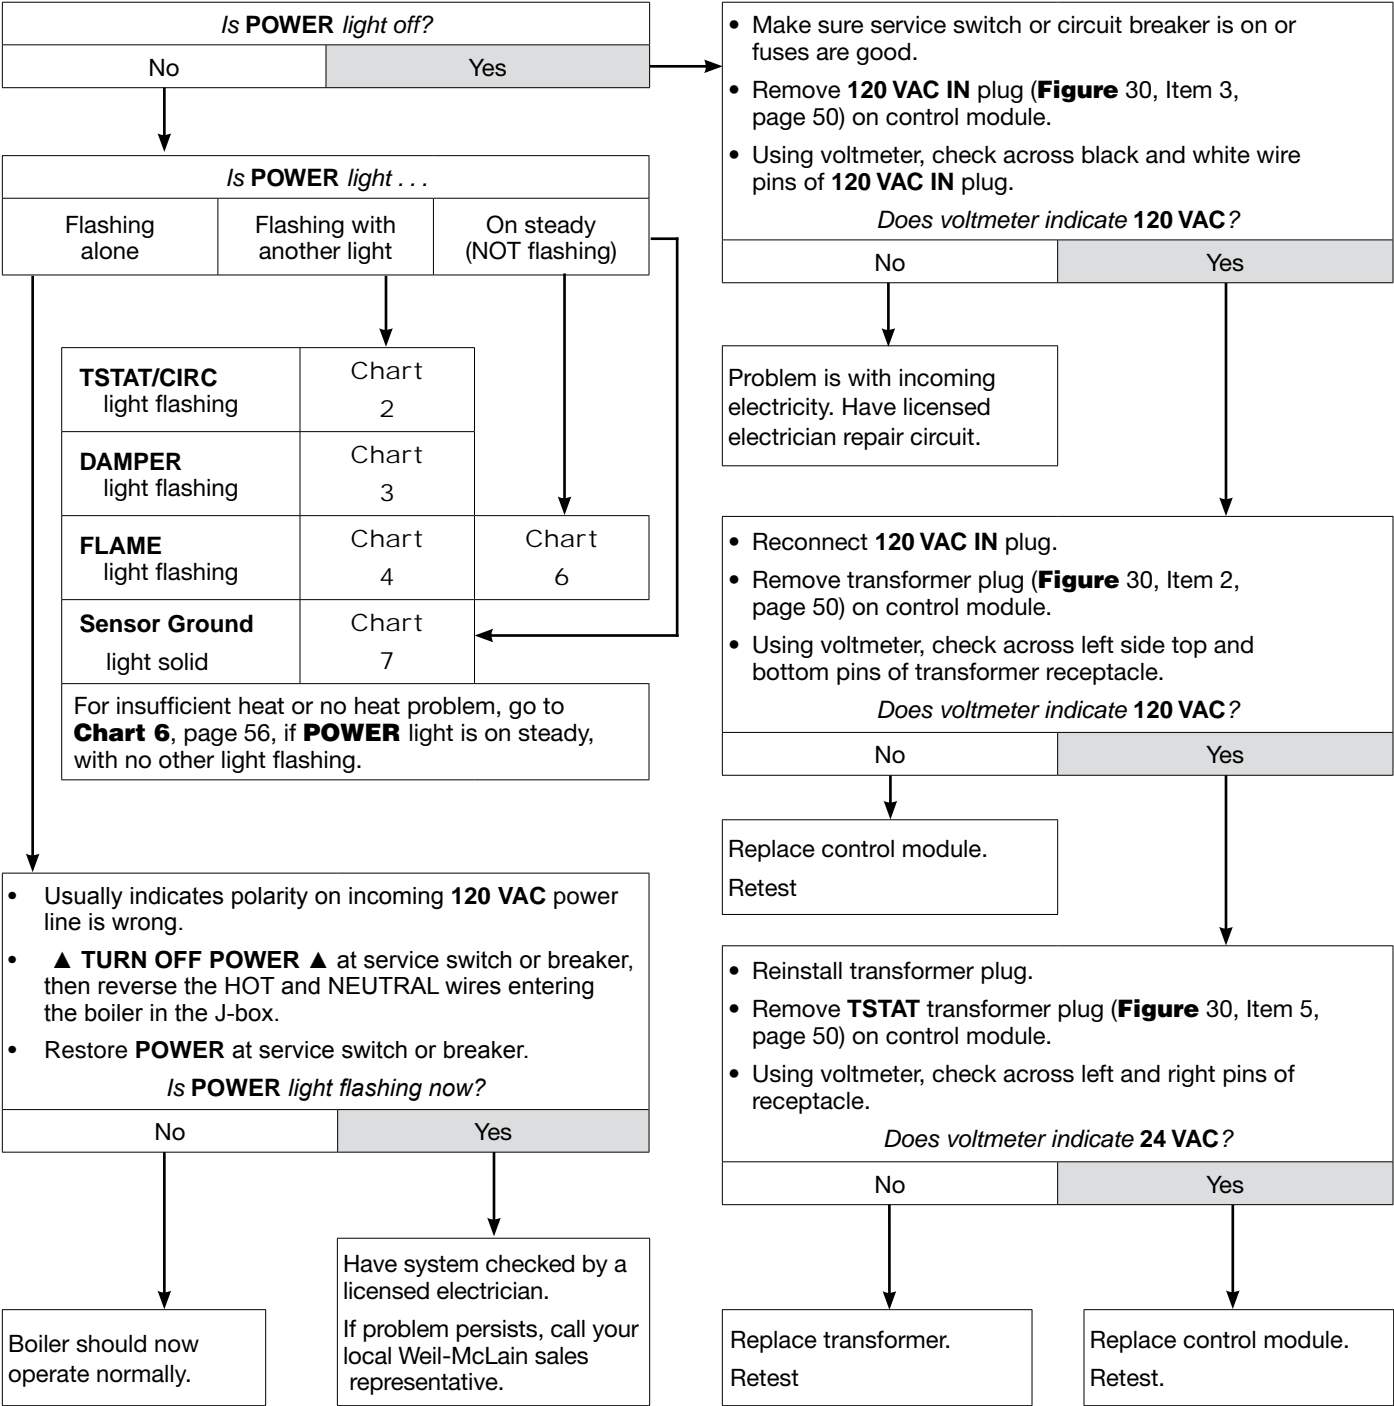 Is POWER light off?
No
Yes
Is POWER light . . .
Flashing
alone
Flashing with
another light
On steady
(NOT flashing)
TSTAT/CIRC
light flashing
Chart
2
DAMPER
light flashing
Chart
3
FLAME
light flashing
Chart
4
Chart
6
Sensor Ground
light solid
Chart
7
For insufficient heat or no heat problem, go to
Chart 6, page 56, if POWER light is on steady,
with no other light flashing.
• Usually indicates polarity on incoming 120 VAC power
line is wrong.
• ▲ TURN OFF POWER ▲ at service switch or breaker,
then reverse the HOT and NEUTRAL wires entering
the boiler in the J-box.
• Restore POWER at service switch or breaker.
Is POWER light flashing now?
No
Yes
Boiler should now
operate normally.
Have system checked by a
licensed electrician.
If problem persists, call your
local Weil-McLain sales
representative.
• Make sure service switch or circuit breaker is on or
fuses are good.
• Remove 120 VAC IN plug (Figure 30, Item 3,
page 50) on control module.
• Using voltmeter, check across black and white wire
pins of 120 VAC IN plug.
Does voltmeter indicate 120 VAC?
No
Yes
Problem is with incoming
electricity. Have licensed
electrician repair circuit.
• Reconnect 120 VAC IN plug.
• Remove transformer plug (Figure 30, Item 2,
page 50) on control module.
• Using voltmeter, check across left side top and
bottom pins of transformer receptacle.
Does voltmeter indicate 120 VAC?
No
Yes
Replace control module.
Retest
• Reinstall transformer plug.
• Remove TSTAT transformer plug (Figure 30, Item 5,
page 50) on control module.
• Using voltmeter, check across left and right pins of
receptacle.
Does voltmeter indicate 24 VAC?
No
Yes
Replace transformer.
Retest
Replace control module.
Retest.